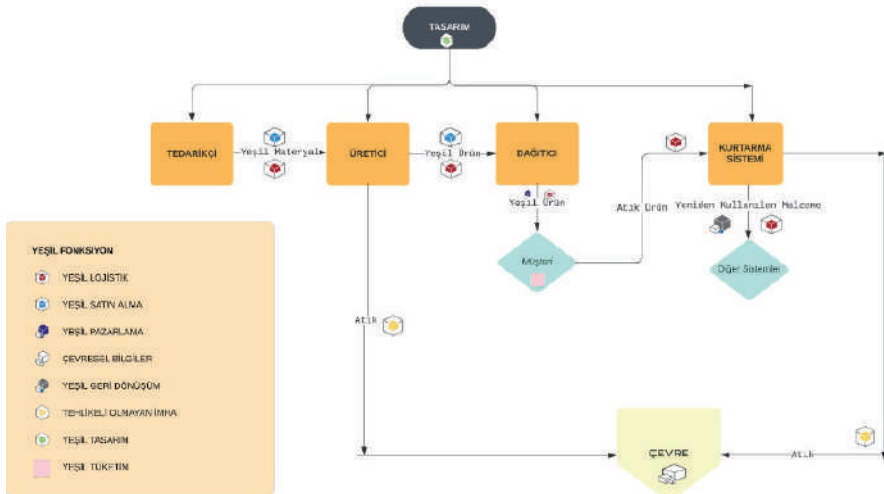 TASARIM
TEDARİKÇİ
Yeşil Materyal
ÜRETİCİ
Yeşil Ürün
DAĞITICI
KURTARMA
SİSTEMİ
Yeşil Ürün
Atık Ürün
Yeniden Kullanılan Malzeme
Müşteri
Diğer Sistemler
YEŞİL FONKSİYON
YEŞİL LOJİSTİK
YEŞİL SATIN ALMA
YEŞİL PAZARLAMA
ÇEVRESEL BİLGİLER
YEŞİL GERİ DÖNÜŞÜM
TEHLİKELİ OLMAYAN İMHA
YEŞİL TASARIM
YEŞİL TÜKETİM
Atık
ÇEVRE
Atık